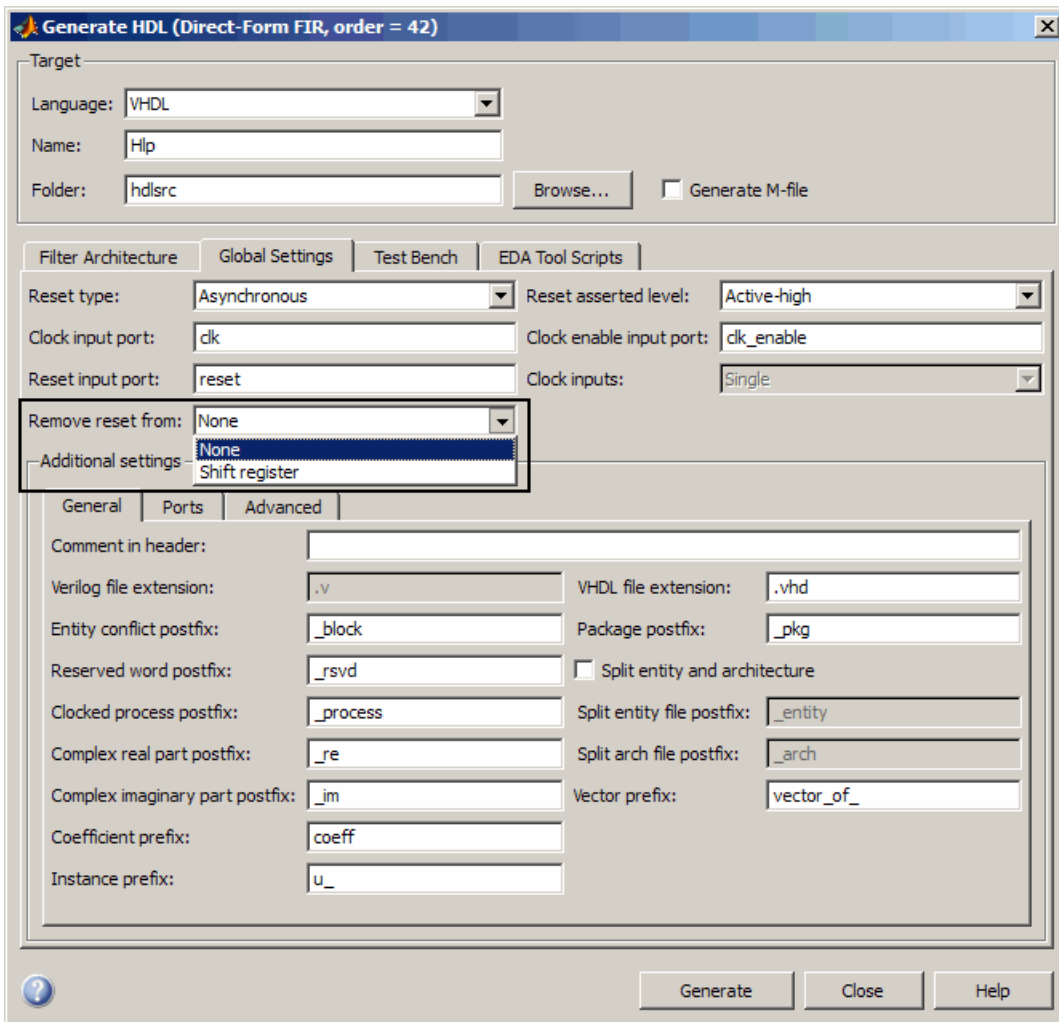 Generate HDL (Direct-Form FIR, order = 42)
Target
Language: VHDL
Name: Hlp
Folder: hdlsrc Browse... Generate M-file
Filter Architecture Global Settings Test Bench EDA Tool Scripts
Reset type: Asynchronous Reset asserted level: Active-high
Clock input port: clk Clock enable input port: clk_enable
Reset input port: reset Clock inputs: Single
Remove reset from: None
None
Additional settings
Shift register
General Ports Advanced
Comment in header:
Verilog file extension: .v VHDL file extension: .vhd
Entity conflict postfix: _block Package postfix: _pkg
Reserved word postfix: _rsvd Split entity and architecture
Clocked process postfix: _process Split entity file postfix: _entity
Complex real part postfix: _re Split arch file postfix: _arch
Complex imaginary part postfix: _im Vector prefix: vector_of_
Coefficient prefix: coeff
Instance prefix: u_
? Generate Close Help